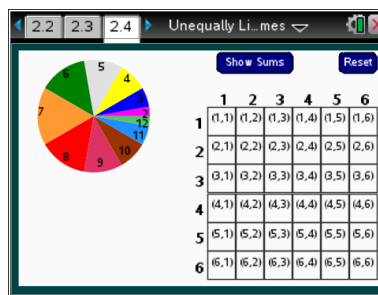 2.2 2.3 2.4 Unequally Li…mes
Show Sums Reset
6 5 4 3 2 12 11 10 9 8 7
1 2 3 4 5 6
1 (1,1) (1,2) (1,3) (1,4) (1,5) (1,6)
2 (2,1) (2,2) (2,3) (2,4) (2,5) (2,6)
3 (3,1) (3,2) (3,3) (3,4) (3,5) (3,6)
4 (4,1) (4,2) (4,3) (4,4) (4,5) (4,6)
5 (5,1) (5,2) (5,3) (5,4) (5,5) (5,6)
6 (6,1) (6,2) (6,3) (6,4) (6,5) (6,6)